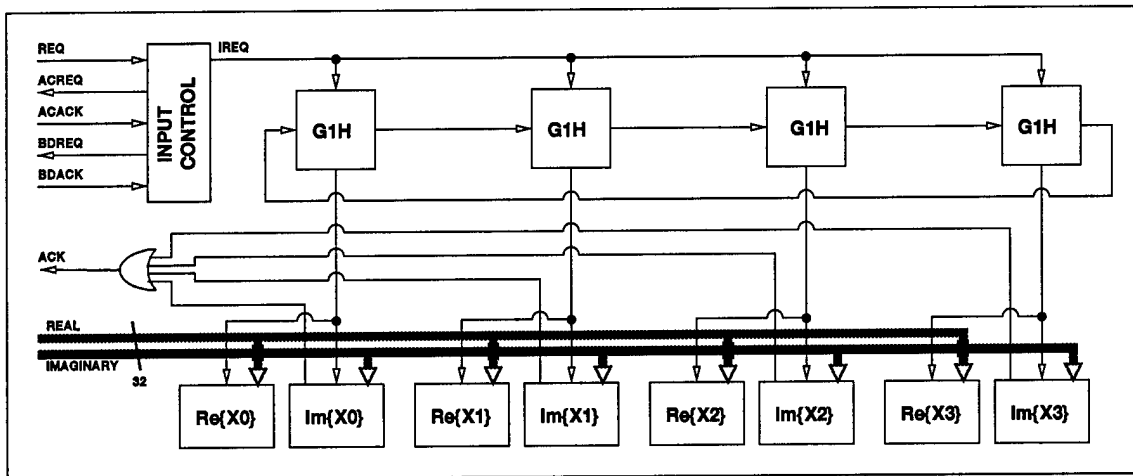 REQ
IREQ
ACREQ
ACACK
BDREQ
BDACK
INPUT
CONTROL
G1H
G1H
G1H
G1H
ACK
REAL
IMAGINARY
32
Re{X0}
Im{X0}
Re{X1}
Im{X1}
Re{X2}
Im{X2}
Re{X3}
Im{X3}